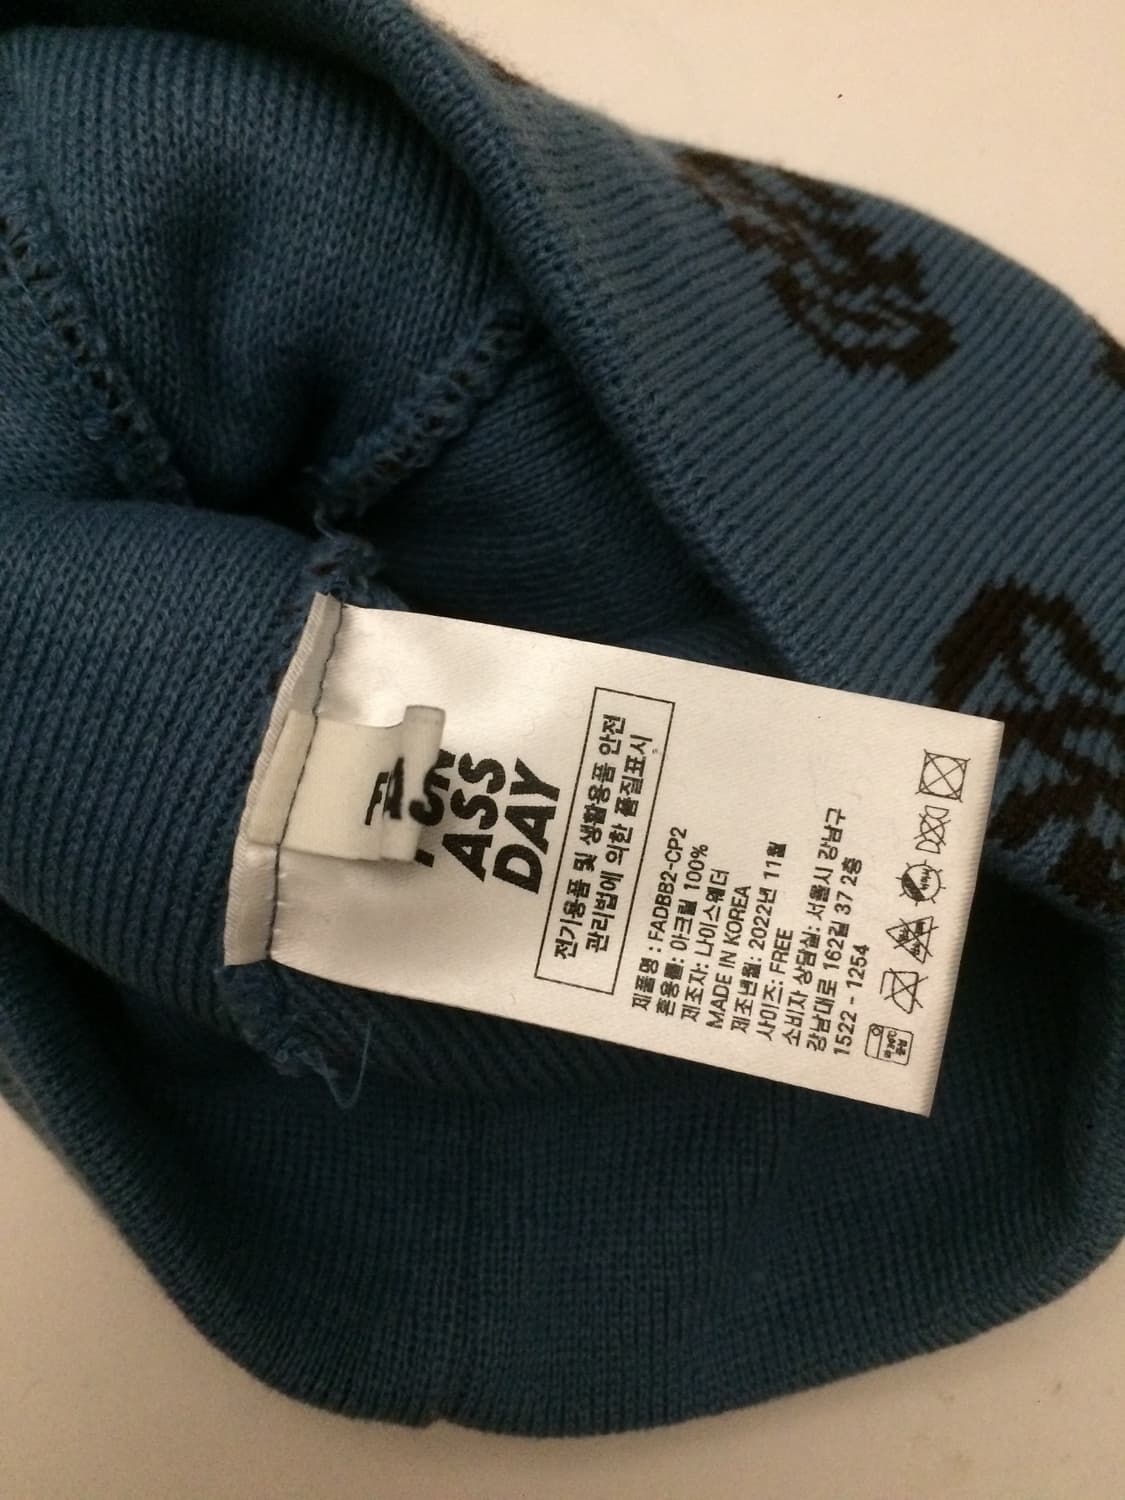 ASS
DAY
전기용품 및 생활용품 안전
관리법에 의한 품질표시
제품명 : FADBB2-CP2
혼용률: 아크릴 100%
제조자: 나이스웨더
MADE IN KOREA
제조년월: 2022년 11월
사이즈: FREE
소비자 상담실: 서울시 강남구
강남대로 162길 37 2층
1522 - 1254